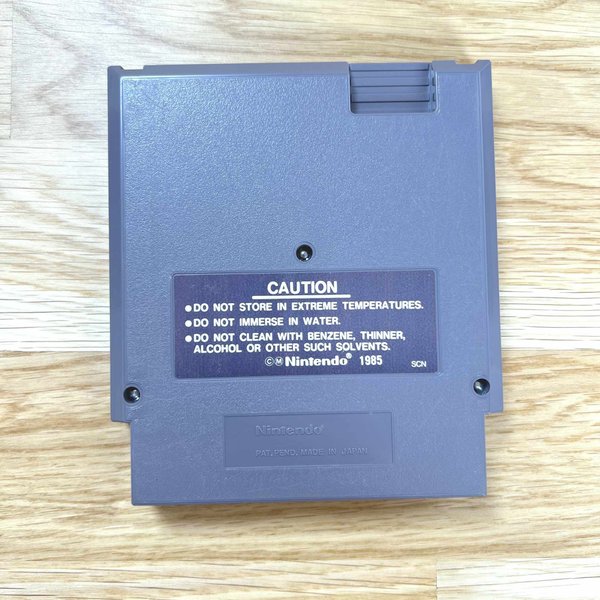 CAUTION
●DO NOT STORE IN EXTREME TEMPERATURES.
●DO NOT IMMERSE IN WATER.
●DO NOT CLEAN WITH BENZENE, THINNER,
ALCOHOL OR OTHER SUCH SOLVENTS.
©Ⓜ Nintendo® 1985 SCN
Nintendo®
PAT. PEND. MADE IN JAPAN